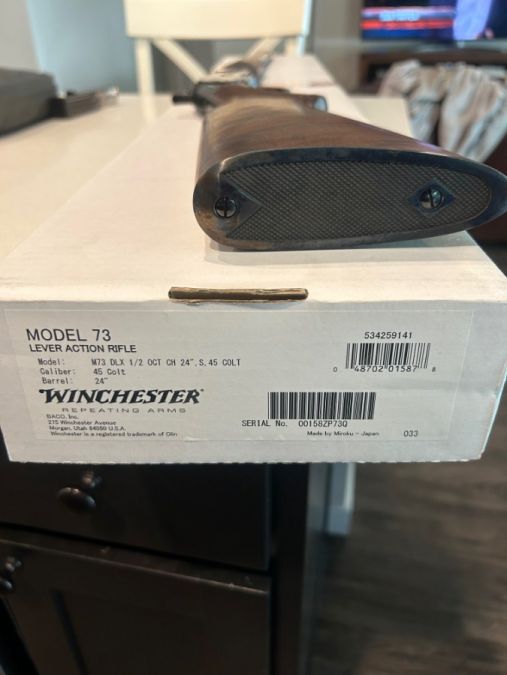 MODEL 73
LEVER ACTION RIFLE
Model: M73 DLX 1/2 OCT CH 24",S,45 COLT
Caliber: 45 Colt
Barrel: 24"
WINCHESTER®
REPEATING ARMS
BACO, Inc.
275 Winchester Avenue
Morgan, Utah 84050 U.S.A.
Winchester is a registered trademark of Olin
534259141
0 48702 01587 8
SERIAL No. 00158ZP73Q
Made by Miroku - Japan 033